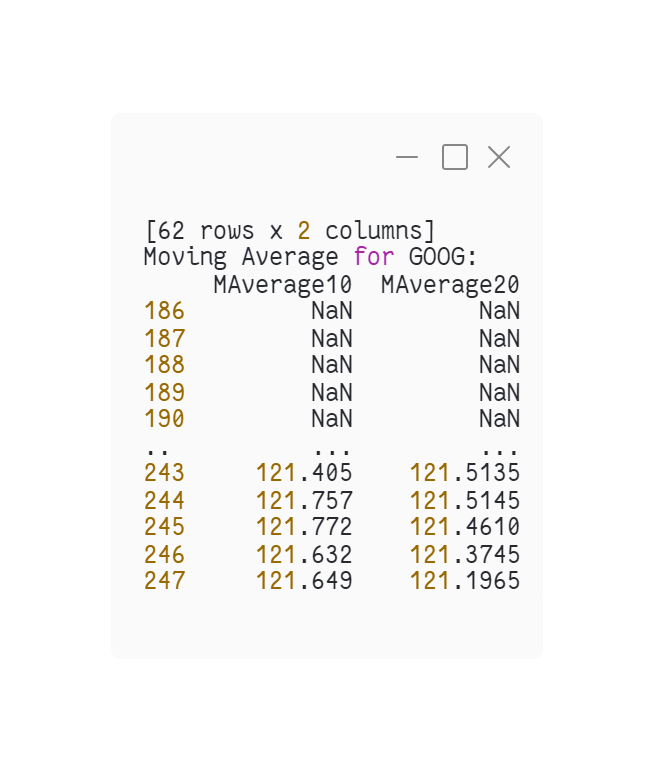 [62 rows x 2 columns]
Moving Average for GOOG:
     MAverage10  MAverage20
186         NaN         NaN
187         NaN         NaN
188         NaN         NaN
189         NaN         NaN
190         NaN         NaN
..          ...         ...
243     121.405    121.5135
244     121.757    121.5145
245     121.772    121.4610
246     121.632    121.3745
247     121.649    121.1965